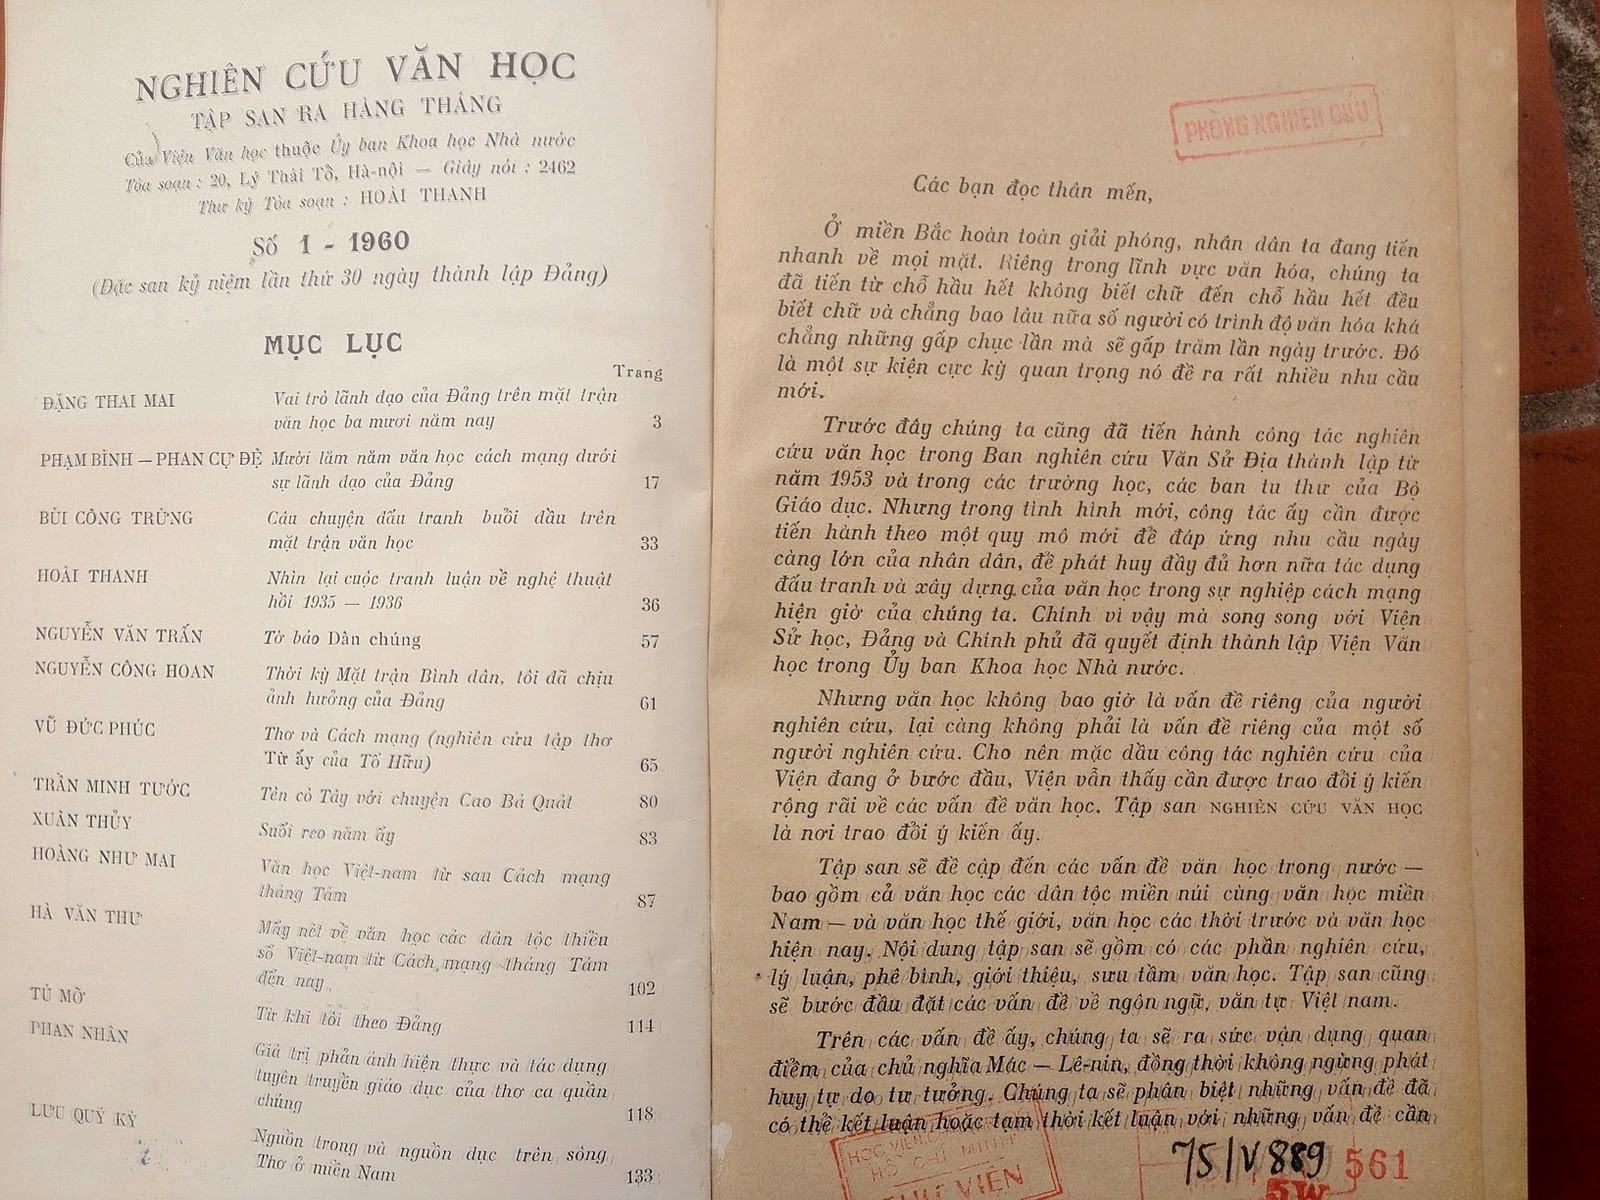 NGHIÊN CỨU VĂN HỌC
TẬP SAN RA HÀNG THÁNG
Của Viện Văn học thuộc Ủy ban Khoa học Nhà nước
Tòa soạn : 20, Lý Thái Tổ, Hà-nội — Giây nói : 2462
Thư ký Tòa soạn : HOÀI THANH
Số 1 - 1960
(Đặc san kỷ niệm lần thứ 30 ngày thành lập Đảng)
MỤC LỤC
Trang
ĐẶNG THAI MAI Vai trò lãnh đạo của Đảng trên mặt trận
văn học ba mươi năm nay 3
PHẠM BÌNH — PHAN CỰ ĐỆ Mười lăm năm văn học cách mạng dưới
sự lãnh đạo của Đảng 17
BÙI CÔNG TRỪNG Câu chuyện đấu tranh buổi đầu trên
mặt trận văn học 33
HOÀI THANH Nhìn lại cuộc tranh luận về nghệ thuật
hồi 1935 — 1936 36
NGUYỄN VĂN TRẤN Tờ báo Dân chúng 57
NGUYỄN CÔNG HOAN Thời kỳ Mặt trận Bình dân, tôi đã chịu
ảnh hưởng của Đảng 61
VŨ ĐỨC PHÚC Thơ và Cách mạng (nghiên cứu tập thơ
Từ ấy của Tố Hữu) 65
TRẦN MINH TƯỚC Tên cò Tây với chuyện Cao Bá Quát 80
XUÂN THỦY Suối reo năm ấy 83
HOÀNG NHƯ MAI Văn học Việt-nam từ sau Cách mạng
tháng Tám 87
HÀ VĂN THƯ Mấy nét về văn học các dân tộc thiểu
số Việt-nam từ Cách mạng tháng Tám
đến nay 102
TÚ MỠ Từ khi tôi theo Đảng 114
PHAN NHÂN Giá trị phản ánh hiện thực và tác dụng
tuyên truyền giáo dục của thơ ca quần
chúng 118
LƯU QUÝ KỲ Nguồn trong và nguồn đục trên sông
Thơ ở miền Nam 133
PHÒNG NGHIÊN CỨU
Các bạn đọc thân mến,
Ở miền Bắc hoàn toàn giải phóng, nhân dân ta đang tiến
nhanh về mọi mặt. Riêng trong lĩnh vực văn hóa, chúng ta
đã tiến từ chỗ hầu hết không biết chữ đến chỗ hầu hết đều
biết chữ và chẳng bao lâu nữa số người có trình độ văn hóa khá
chẳng những gấp chục lần mà sẽ gấp trăm lần ngày trước. Đó
là một sự kiện cực kỳ quan trọng nó đề ra rất nhiều nhu cầu
mới.
Trước đây chúng ta cũng đã tiến hành công tác nghiên
cứu văn học trong Ban nghiên cứu Văn Sử Địa thành lập từ
năm 1953 và trong các trường học, các ban tu thư của Bộ
Giáo dục. Nhưng trong tình hình mới, công tác ấy cần được
tiến hành theo một quy mô mới để đáp ứng nhu cầu ngày
càng lớn của nhân dân, để phát huy đầy đủ hơn nữa tác dụng
đấu tranh và xây dựng của văn học trong sự nghiệp cách mạng
hiện giờ của chúng ta. Chính vì vậy mà song song với Viện
Sử học, Đảng và Chính phủ đã quyết định thành lập Viện Văn
học trong Ủy ban Khoa học Nhà nước.
Nhưng văn học không bao giờ là vấn đề riêng của người
nghiên cứu, lại càng không phải là vấn đề riêng của một số
người nghiên cứu. Cho nên mặc dầu công tác nghiên cứu của
Viện đang ở bước đầu, Viện vẫn thấy cần được trao đổi ý kiến
rộng rãi về các vấn đề văn học. Tập san NGHIÊN CỨU VĂN HỌC
là nơi trao đổi ý kiến ấy.
Tập san sẽ đề cập đến các vấn đề văn học trong nước —
bao gồm cả văn học các dân tộc miền núi cùng văn học miền
Nam — và văn học thế giới, văn học các thời trước và văn học
hiện nay. Nội dung tập san sẽ gồm có các phần nghiên cứu,
lý luận, phê bình, giới thiệu, sưu tầm văn học. Tập san cũng
sẽ bước đầu đặt các vấn đề về ngôn ngữ, văn tự Việt nam.
Trên các vấn đề ấy, chúng ta sẽ ra sức vận dụng quan
điểm của chủ nghĩa Mác — Lê-nin, đồng thời không ngừng phát
huy tự do tư tưởng. Chúng ta sẽ phân biệt những vấn đề đã
có thể kết luận hoặc tạm thời kết luận với những vấn đề cần
HỒ CHÍ MINH
THƯ VIỆN
75/V889 561
5W